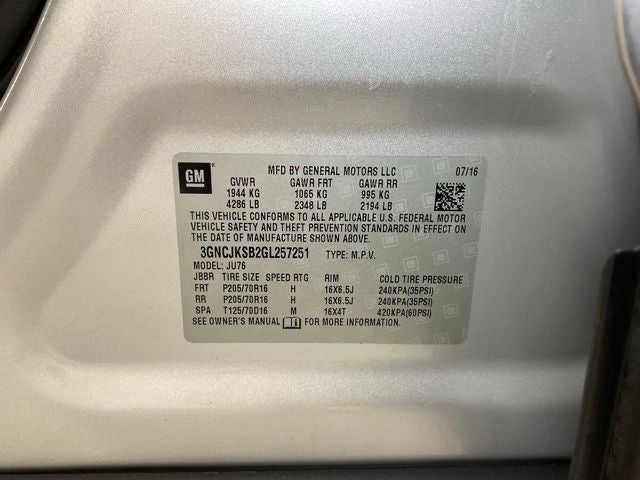 GM ® MFD BY GENERAL MOTORS LLC 07/16
GVWR GAWR FRT GAWR RR
1944 KG 1065 KG 995 KG
4286 LB 2348 LB 2194 LB
THIS VEHICLE CONFORMS TO ALL APPLICABLE U.S. FEDERAL MOTOR
VEHICLE SAFETY AND THEFT PREVENTION STANDARDS IN EFFECT ON
THE DATE OF MANUFACTURE SHOWN ABOVE.
3GNCJKSB2GL257251 TYPE: M.P.V.
MODEL: JU76
JBBR TIRE SIZE SPEED RTG RIM COLD TIRE PRESSURE
FRT P205/70R16 H 16X6.5J 240KPA(35PSI)
RR P205/70R16 H 16X6.5J 240KPA(35PSI)
SPA T125/70D16 M 16X4T 420KPA(60PSI)
SEE OWNER'S MANUAL FOR MORE INFORMATION.